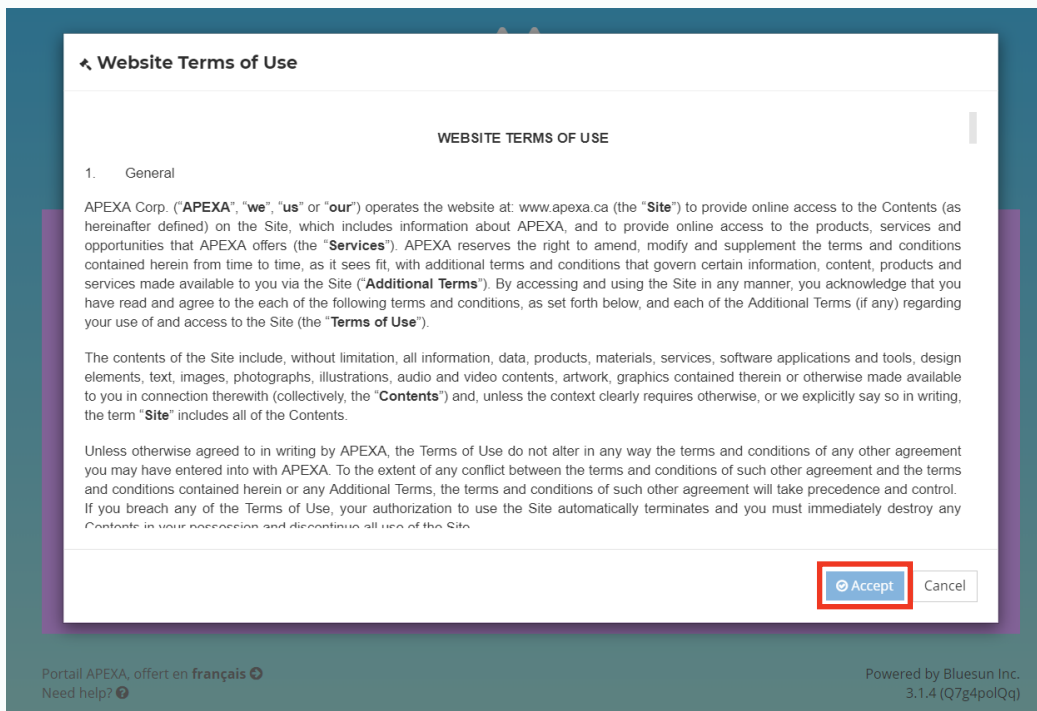 Website Terms of Use
WEBSITE TERMS OF USE
1. General
APEXA Corp. (“APEXA”, “we”, “us” or “our”) operates the website at: www.apexa.ca (the “Site”) to provide online access to the Contents (as
hereinafter defined) on the Site, which includes information about APEXA, and to provide online access to the products, services and
opportunities that APEXA offers (the “Services”). APEXA reserves the right to amend, modify and supplement the terms and conditions
contained herein from time to time, as it sees fit, with additional terms and conditions that govern certain information, content, products and
services made available to you via the Site (“Additional Terms”). By accessing and using the Site in any manner, you acknowledge that you
have read and agree to the each of the following terms and conditions, as set forth below, and each of the Additional Terms (if any) regarding
your use of and access to the Site (the “Terms of Use”).
The contents of the Site include, without limitation, all information, data, products, materials, services, software applications and tools, design
elements, text, images, photographs, illustrations, audio and video contents, artwork, graphics contained therein or otherwise made available
to you in connection therewith (collectively, the “Contents”) and, unless the context clearly requires otherwise, or we explicitly say so in writing,
the term “Site” includes all of the Contents.
Unless otherwise agreed to in writing by APEXA, the Terms of Use do not alter in any way the terms and conditions of any other agreement
you may have entered into with APEXA. To the extent of any conflict between the terms and conditions of such other agreement and the terms
and conditions contained herein or any Additional Terms, the terms and conditions of such other agreement will take precedence and control.
If you breach any of the Terms of Use, your authorization to use the Site automatically terminates and you must immediately destroy any
Contents in your possession and discontinue all use of the Site.
Accept Cancel
Portail APEXA, offert en français
Need help?
Powered by Bluesun Inc.
3.1.4 (Q7g4polQq)